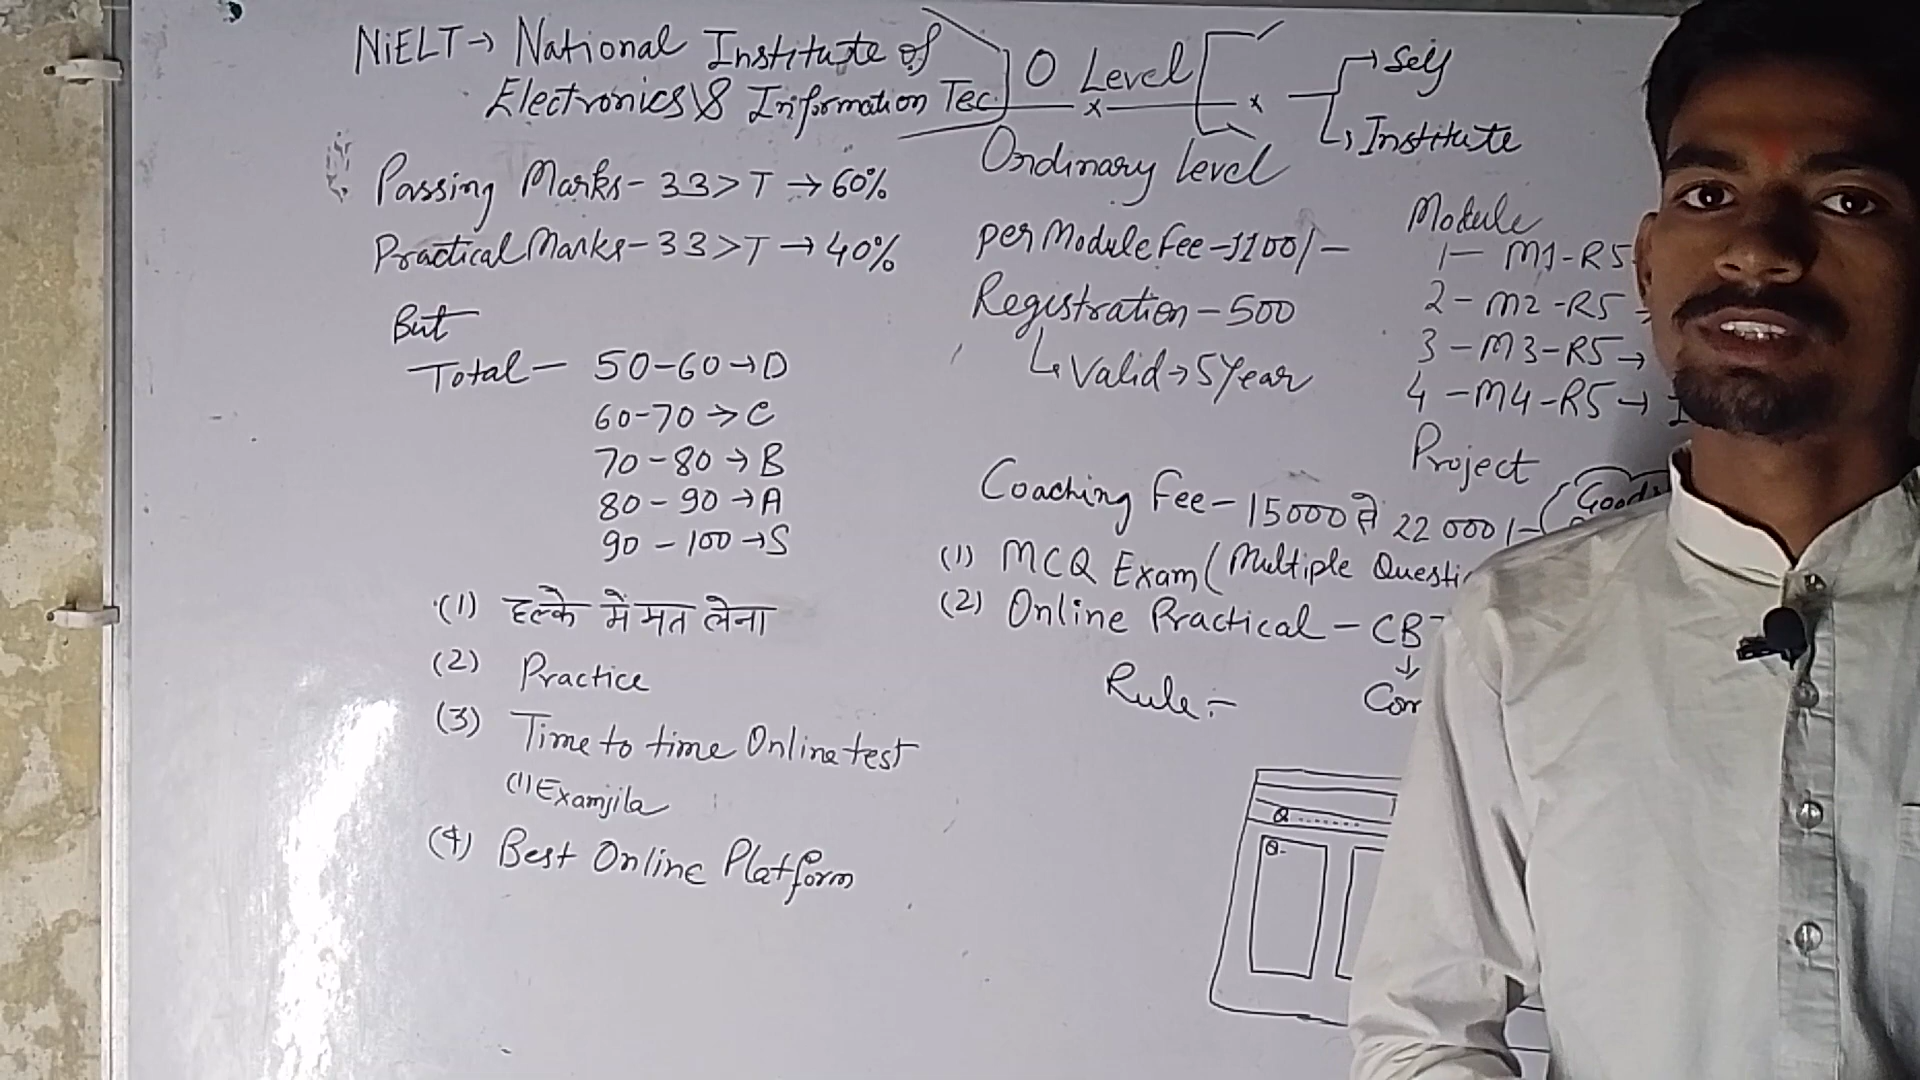 NiELT→ National Institute of
Electronics & Information Tec
O Level
Ordinary Level
Self
Institute
Passing Marks - 33>T → 60%
Practical Marks - 33>T → 40%
But
Total - 50-60→D
60-70→C
70-80→B
80-90→A
90-100→S
(1) हल्के में मत लेना
(2) Practice
(3) Time to time Online test
(1) Examjila
(4) Best Online Platform
per Module Fee - 1100/-
Registration - 500
Valid→5 Year
Module
1 - M1-R5
2 - M2-R5
3 - M3-R5→
4 - M4-R5→
Project
Coaching Fee - 15000 से 22000/-
Good
(1) MCQ Exam (Multiple Questi
(2) Online Practical - CB
Rule:-
Com
Q.......
Q.